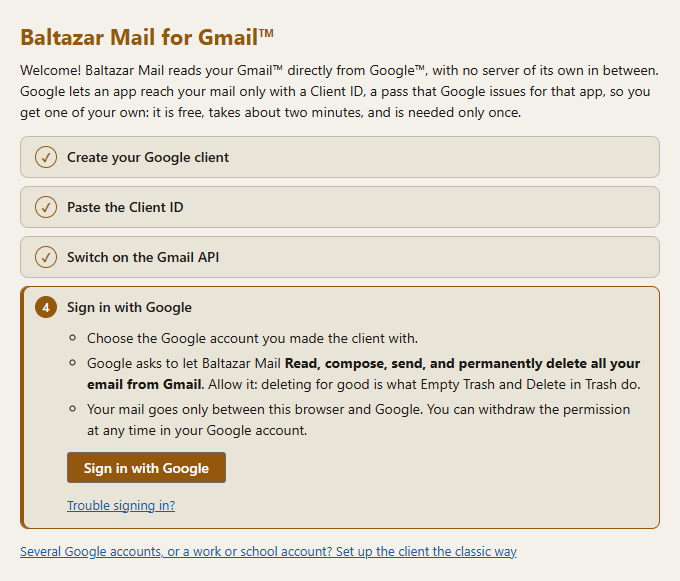 Baltazar Mail for Gmail™
Welcome! Baltazar Mail reads your Gmail™ directly from Google™, with no server of its own in between.
Google lets an app reach your mail only with a Client ID, a pass that Google issues for that app, so you
get one of your own: it is free, takes about two minutes, and is needed only once.
✓ Create your Google client
✓ Paste the Client ID
✓ Switch on the Gmail API
4 Sign in with Google
Choose the Google account you made the client with.
Google asks to let Baltazar Mail Read, compose, send, and permanently delete all your
email from Gmail. Allow it: deleting for good is what Empty Trash and Delete in Trash do.
Your mail goes only between this browser and Google. You can withdraw the permission
at any time in your Google account.
Sign in with Google
Trouble signing in?
Several Google accounts, or a work or school account? Set up the client the classic way